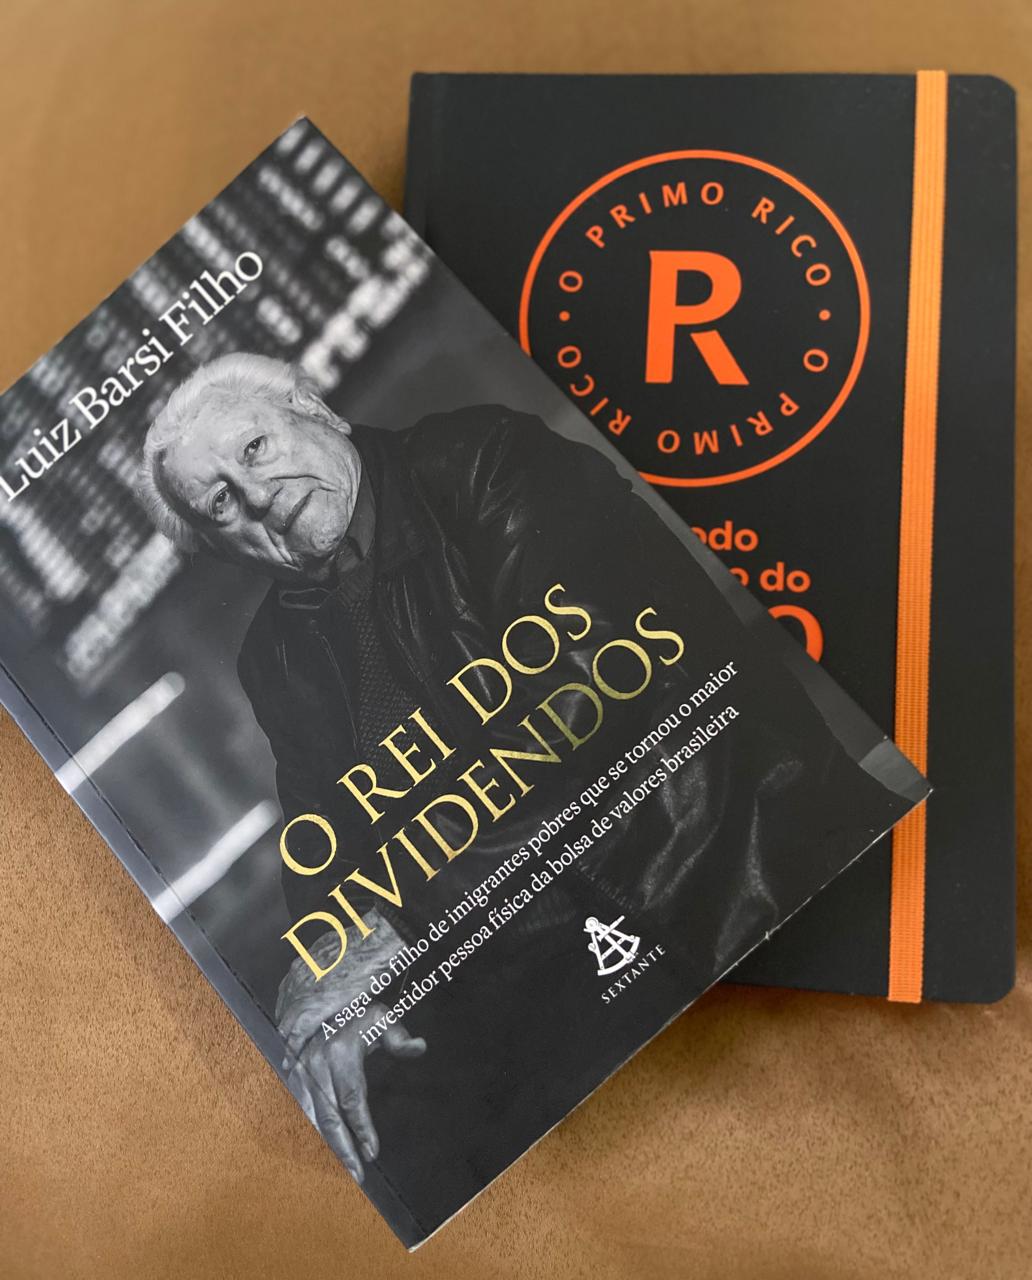 Luiz Barsi Filho
O REI DOS
DIVIDENDOS
A saga do filho de imigrantes pobres que se tornou o maior
investidor pessoa física da bolsa de valores brasileira
SEXTANTE
O PRIMO RICO • O PRIMO RICO •
R
do